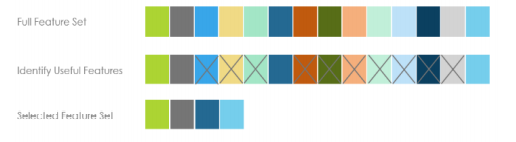 Full Feature Set
Identify Useful Features
Selected Feature Set